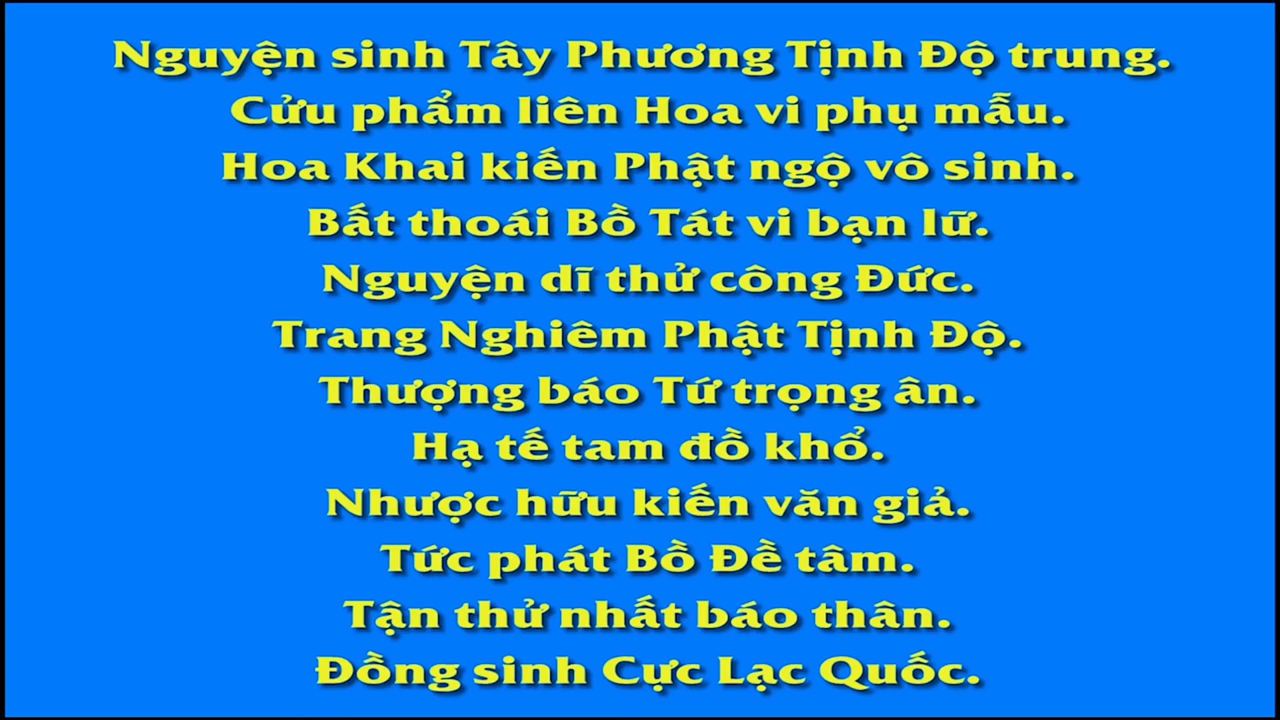 Nguyện sinh Tây Phương Tịnh Độ trung.
Cửu phẩm liên Hoa vi phụ mẫu.
Hoa Khai kiến Phật ngộ vô sinh.
Bất thoái Bồ Tát vi bạn lữ.
Nguyện dĩ thử công Đức.
Trang Nghiêm Phật Tịnh Độ.
Thượng báo Tứ trọng ân.
Hạ tế tam đồ khổ.
Nhược hữu kiến văn giả.
Tức phát Bồ Đề tâm.
Tận thử nhất báo thân.
Đồng sinh Cực Lạc Quốc.